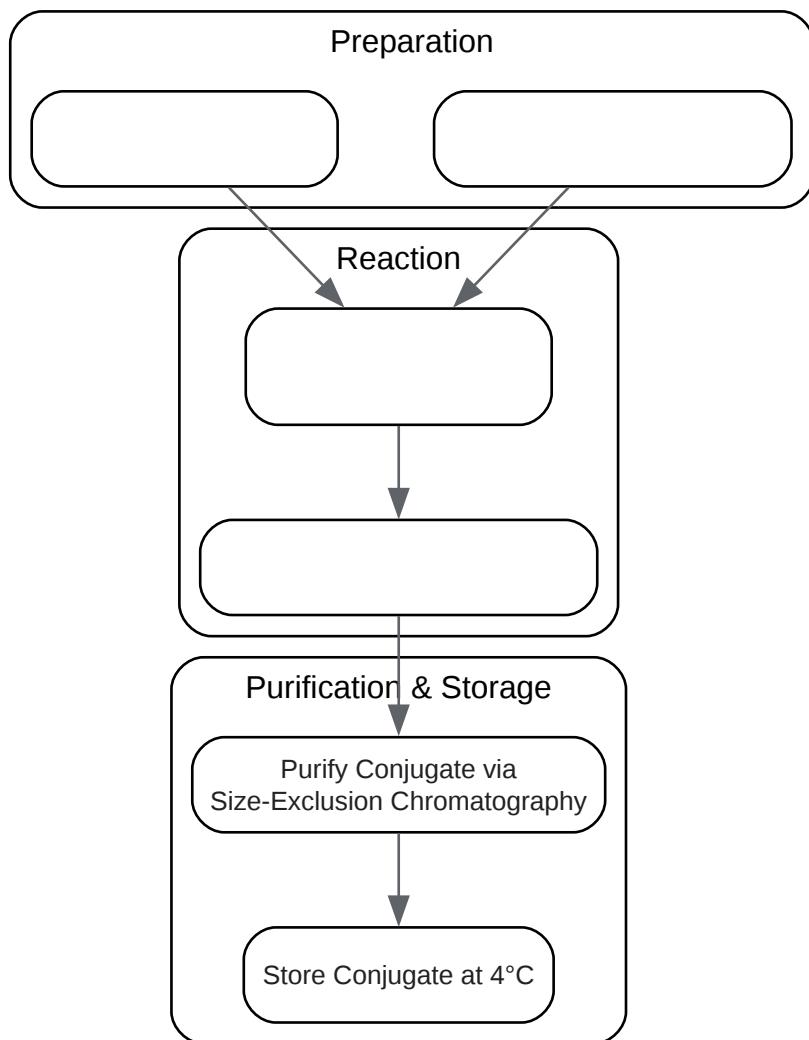 Preparation
Reaction
Purification & Storage
Purify Conjugate via
Size-Exclusion Chromatography
Store Conjugate at 4°C